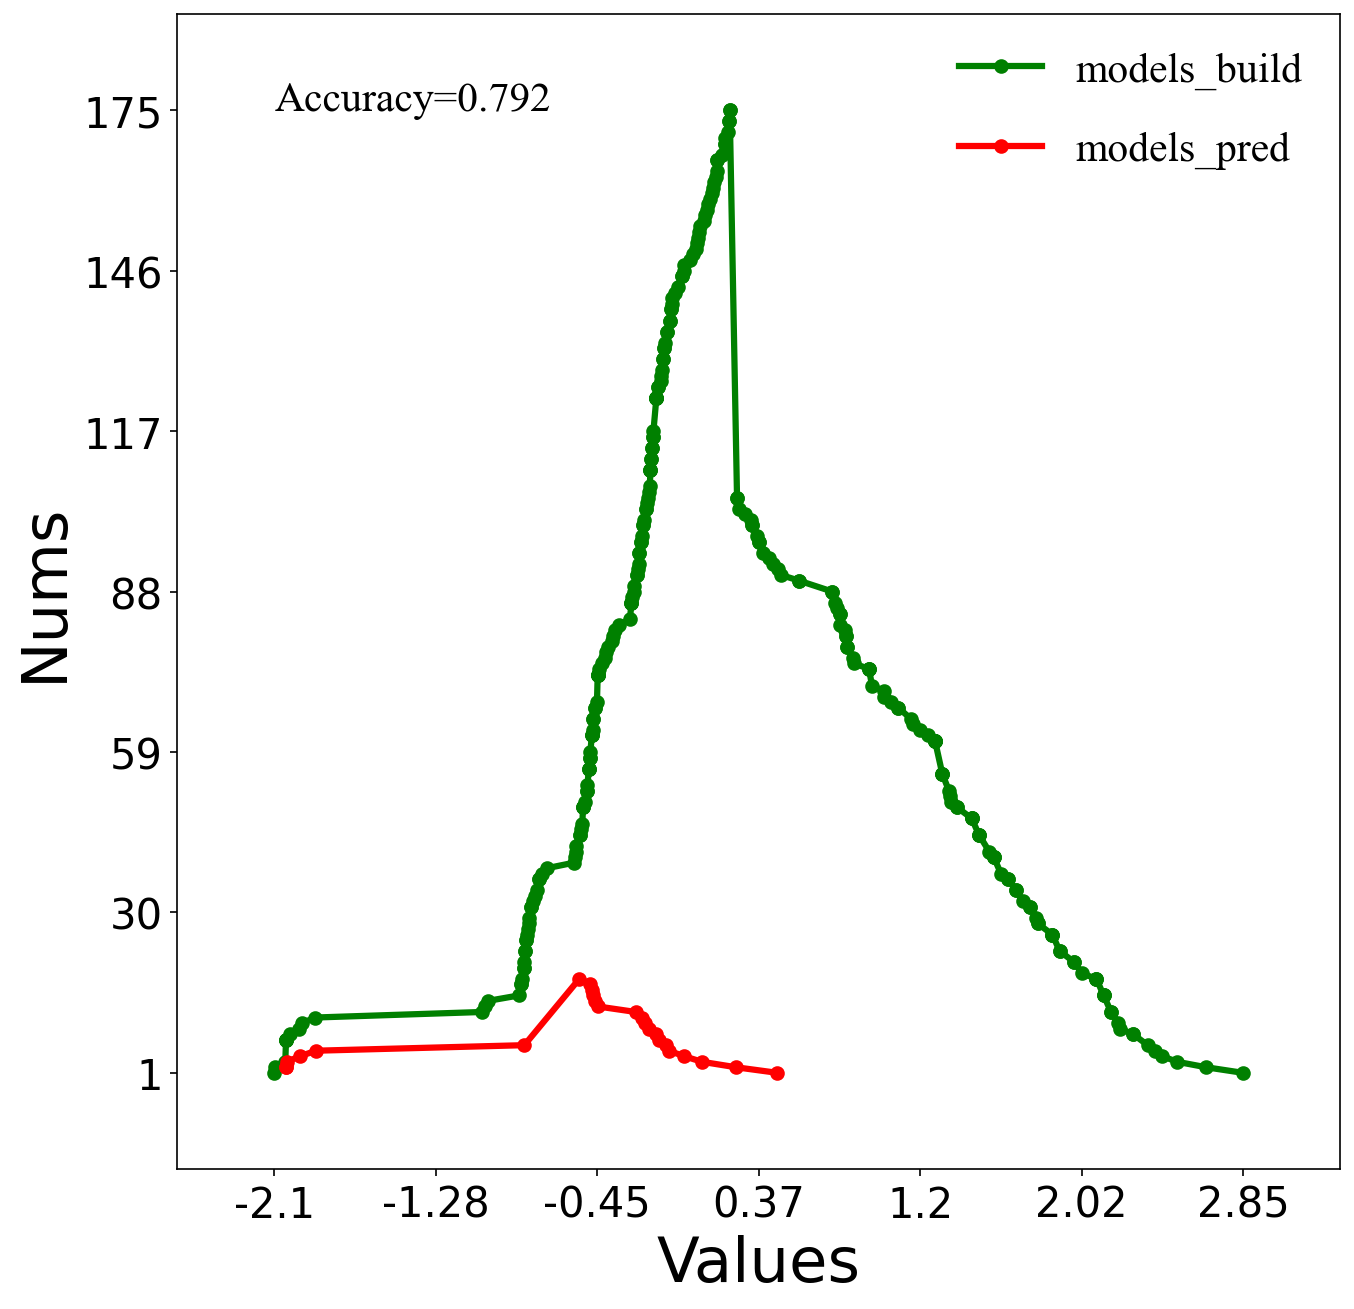 Accuracy=0.792
models_build
models_pred
Nums
175
146
117
88
59
30
1
-2.1 -1.28 -0.45 0.37 1.2 2.02 2.85
Values